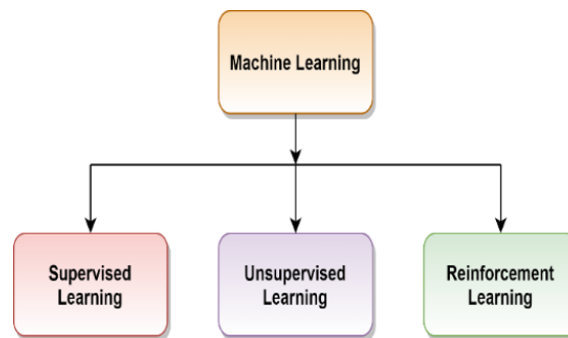 Machine Learning
Supervised
Learning
Unsupervised
Learning
Reinforcement
Learning